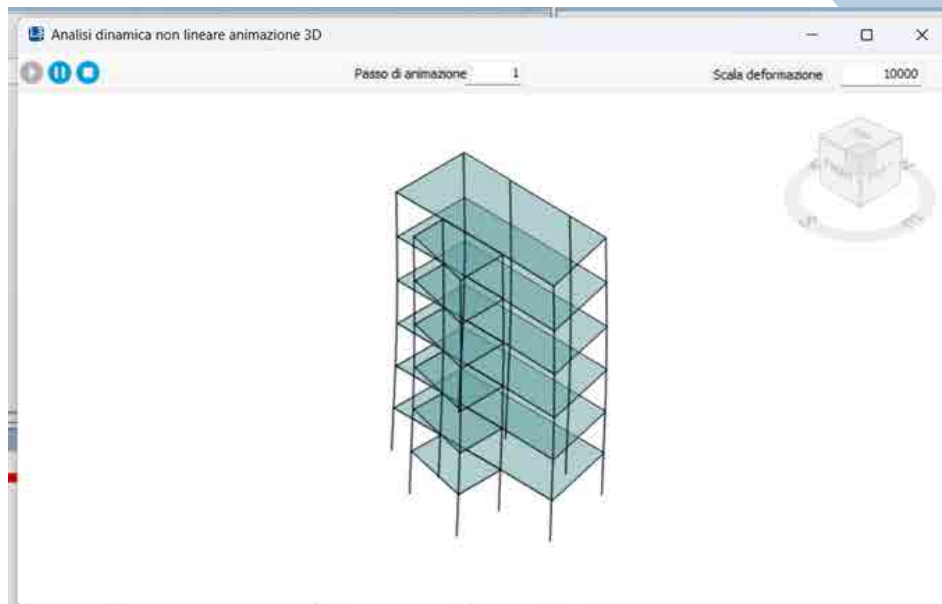 Analisi dinamica non lineare animazione 3D
Passo di animazione 1 Scala deformazione 10000